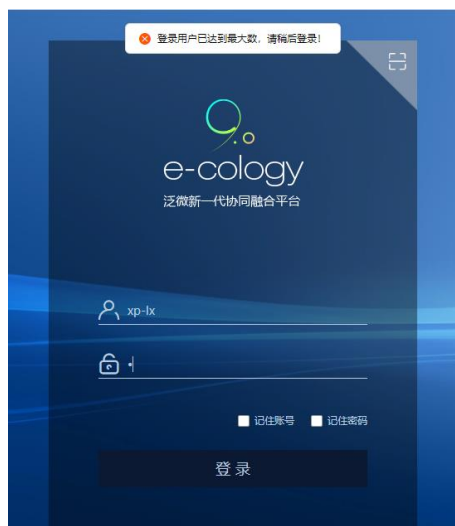 登录用户已达到最大数，请稍后登录！
9.0
e-cology
泛微新一代协同融合平台
xp-lx
记住账号 记住密码
登录